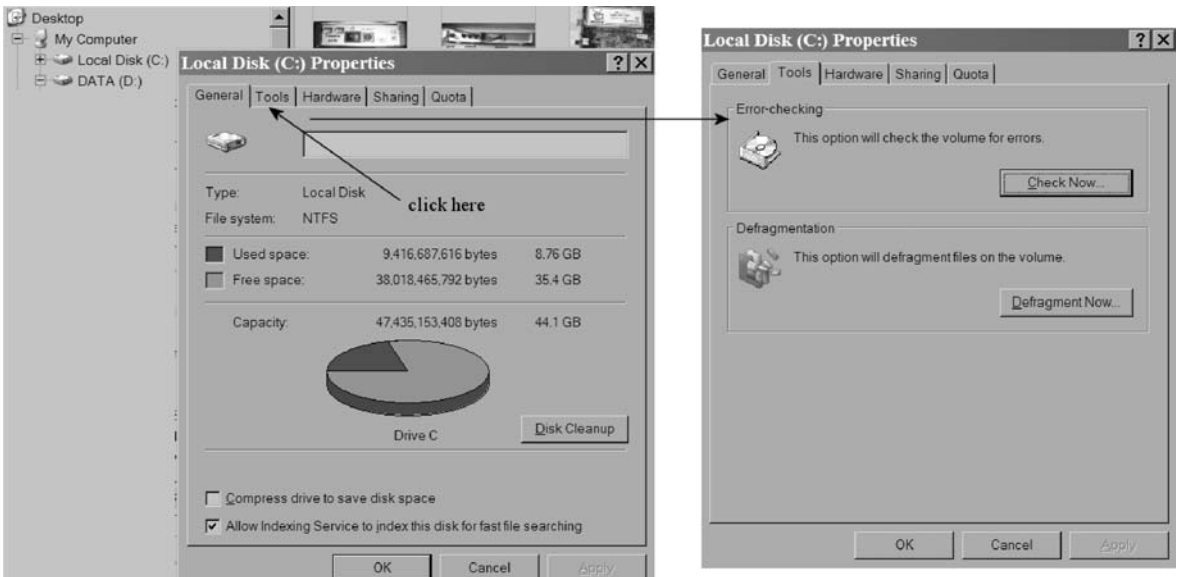 Desktop
My Computer
Local Disk (C:)
DATA (D:)
Local Disk (C:) Properties
General Tools Hardware Sharing Quota
Type: Local Disk
File system: NTFS
click here
Used space: 9,416,687,616 bytes 8.76 GB
Free space: 38,018,465,792 bytes 35.4 GB
Capacity: 47,435,153,408 bytes 44.1 GB
Drive C
Disk Cleanup
Compress drive to save disk space
Allow Indexing Service to index this disk for fast file searching
OK Cancel Apply
Local Disk (C:) Properties
General Tools Hardware Sharing Quota
Error-checking
This option will check the volume for errors.
Check Now...
Defragmentation
This option will defragment files on the volume.
Defragment Now...
OK Cancel Apply